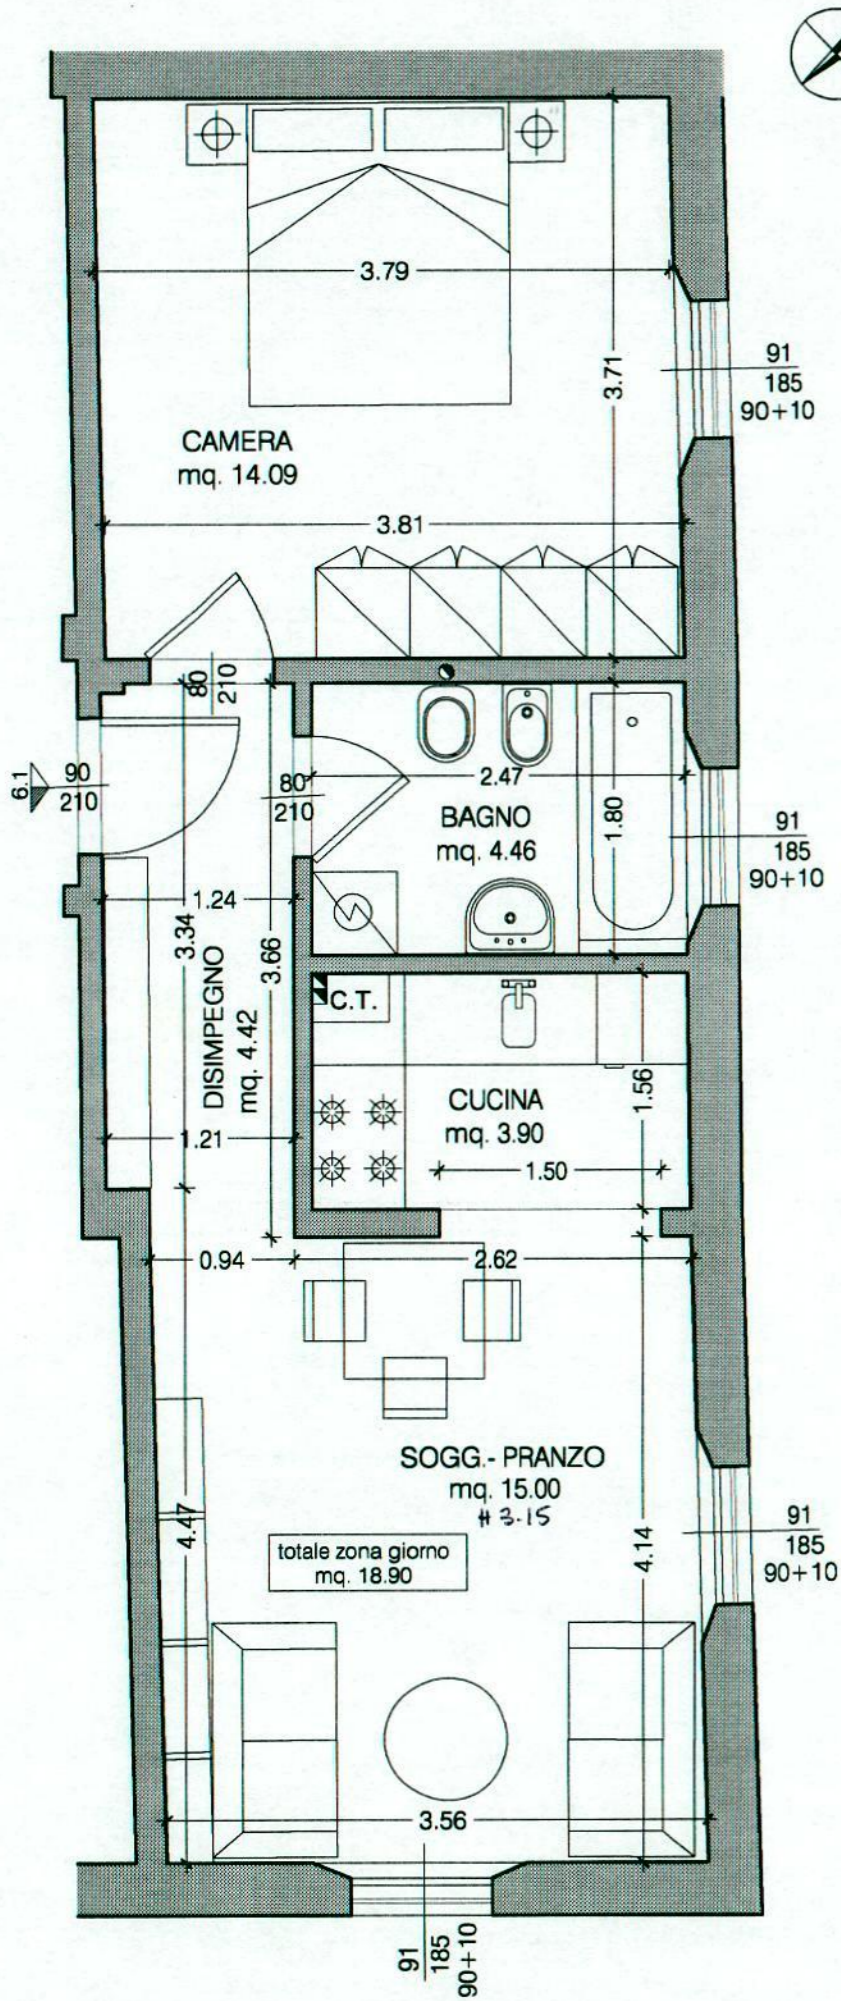 3.79
91
185
90+10
3.71
CAMERA
mq. 14.09
3.81
80
210
6.1
90
210
80
210
2.47
BAGNO
mq. 4.46
1.80
91
185
90+10
1.24
3.34
3.66
DISIMPEGNO
mq. 4.42
C.T.
CUCINA
mq. 3.90
1.56
1.21
1.50
0.94
2.62
SOGG.- PRANZO
mq. 15.00
# 3.15
4.47
totale zona giorno
mq. 18.90
4.14
91
185
90+10
3.56
91
185
90+10